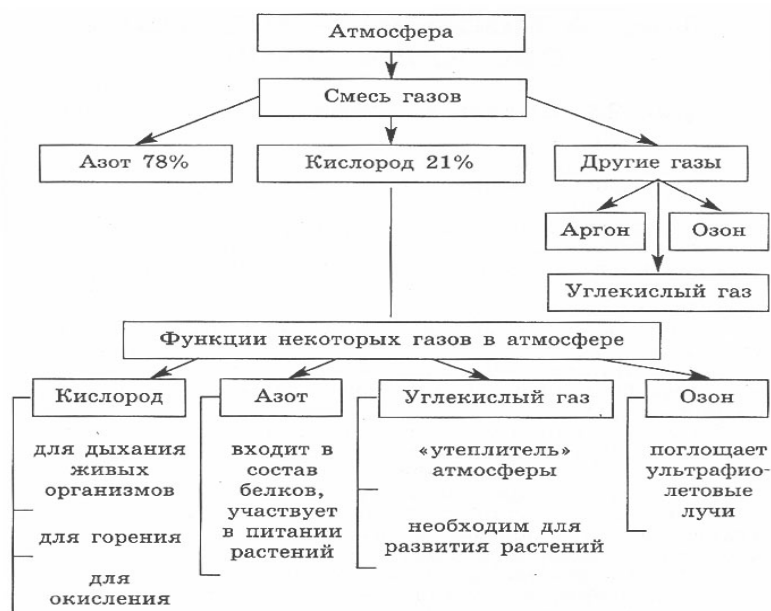 Атмосфера
Смесь газов
Азот 78%
Кислород 21%
Другие газы
Аргон
Озон
Углекислый газ
Функции некоторых газов в атмосфере
Кислород
для дыхания
живых
организмов
для горения
для
окисления
Азот
входит в
состав
белков,
участвует
в питании
растений
Углекислый газ
«утеплитель»
атмосферы
необходим для
развития растений
Озон
поглощает
ультрафио-
летовые
лучи